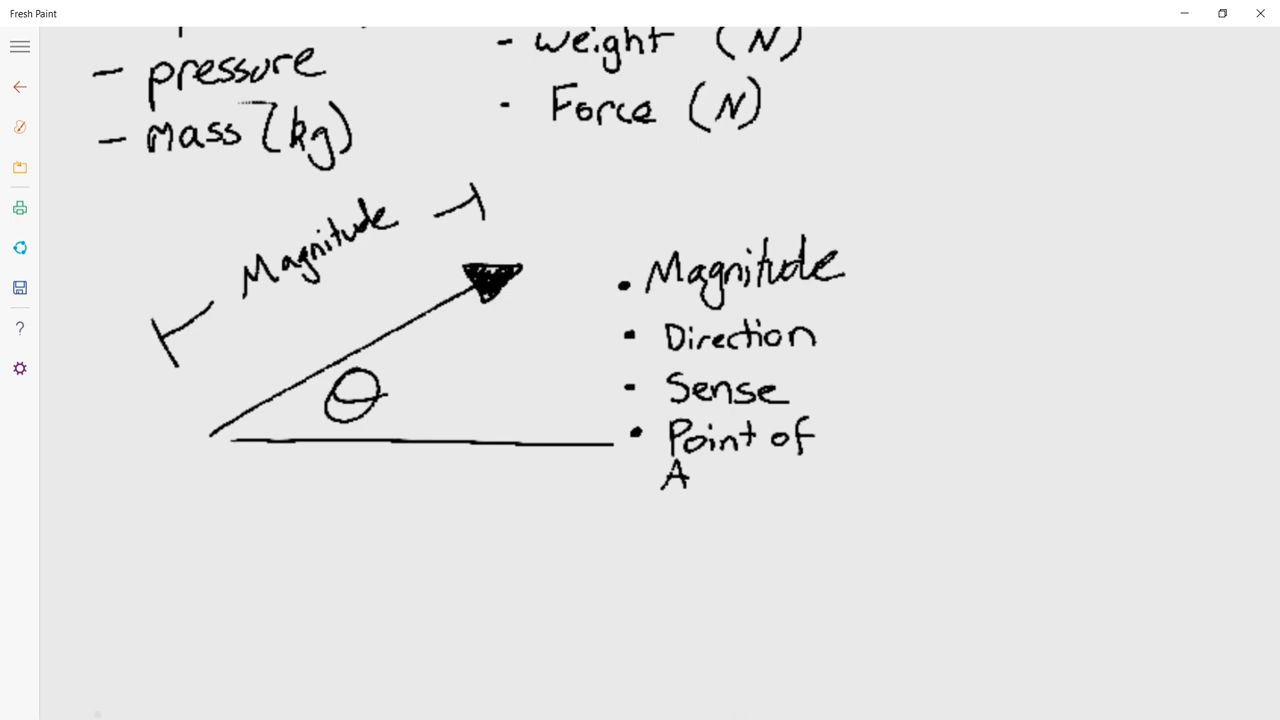 Fresh Paint
- pressure
- Mass (kg)
- Weight (N)
- Force (N)
Magnitude
θ
• Magnitude
• Direction
• Sense
• Point of
A